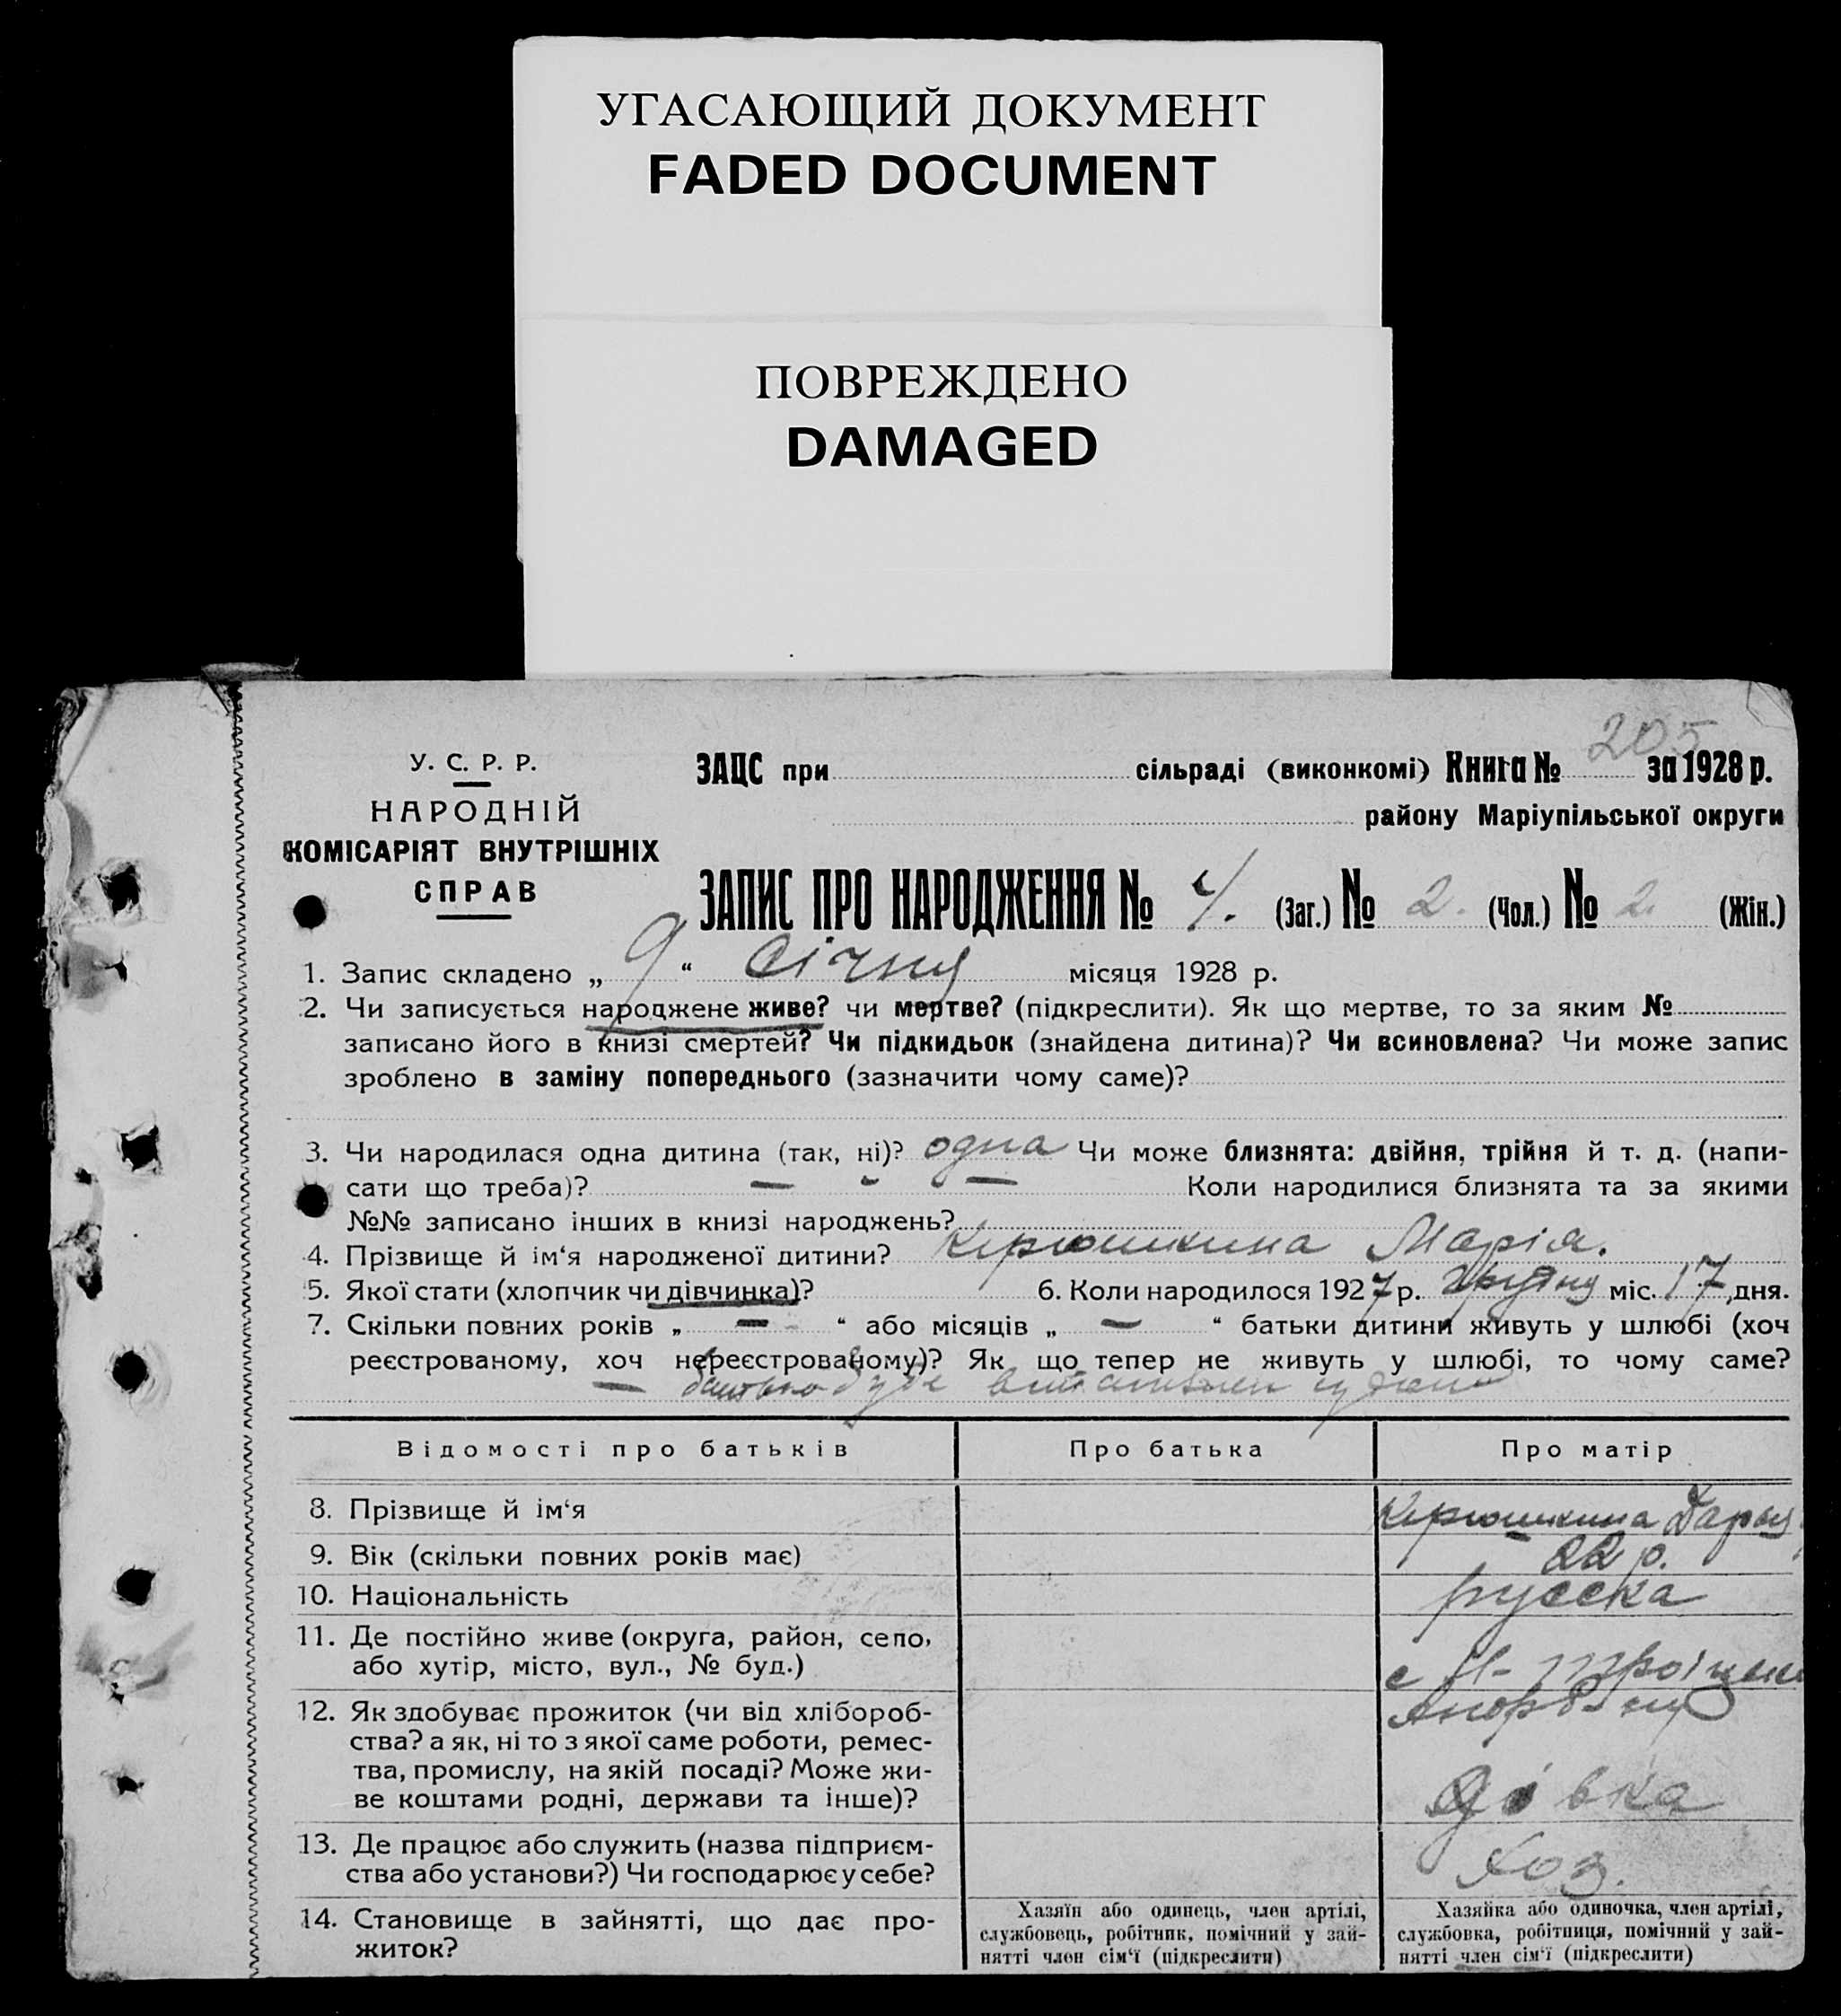 УГАСАЮЩИЙ ДОКУМЕНТ
FADED DOCUMENT
ПОВРЕЖДЕНО
DAMAGED
205
У. С. Р. Р.
НАРОДНІЙ
КОМІСАРІЯТ ВНУТРІШНІХ
СПРАВ
ЗАЦС при сільраді (виконкомі) Книга № за 1928 р.
району Маріупільської округи
ЗАПИС ПРО НАРОДЖЕННЯ № 4. (Заг.) № 2. (Чол.) № 2. (Жін.)
1. Запис складено „ 9 “ Січня місяця 1928 р.
2. Чи записується народжене живе? чи мертве? (підкреслити). Як що мертве, то за яким №
записано його в книзі смертей? Чи підкидьок (знайдена дитина)? Чи всиновлена? Чи може запис
зроблено в заміну попереднього (зазначити чому саме)?
3. Чи народилася одна дитина (так, ні)? одна Чи може близнята: двійня, трійня й т. д. (напи-
сати що треба)? — - — Коли народилися близнята та за якими
№№ записано інших в книзі народжень?
4. Прізвище й ім‘я народженої дитини? Крюшкина Марія.
5. Якої стати (хлопчик чи дівчинка)? 6. Коли народилося 1927 р. грудня міс. 17 дня.
7. Скільки повних років „ — “ або місяців „ — “ батьки дитини живуть у шлюбі (хоч
реєстрованому, хоч нереєстрованому)? Як що тепер не живуть у шлюбі, то чому саме?
— батько буде
Відомості про батьків Про батька Про матір
8. Прізвище й ім‘я Крюшкина Дарья
9. Вік (скільки повних років має) 22 р.
10. Національність русска
11. Де постійно живе (округа, район, село,
або хутір, місто, вул., № буд.) с Н-Троіцьке
12. Як здобуває прожиток (чи від хлібороб-
ства? а як, ні то з якої саме роботи, ремес-
тва, промислу, на якій посаді? Може жи-
ве коштами родні, держави та інше)? дівка
13. Де працює або служить (назва підприєм-
ства або установи?) Чи господарює у себе? Хоз.
14. Становище в зайнятті, що дає про-
житок?
Хазяїн або одинець, член артілі,
службовець, робітник, помічний у зай-
нятті член сім‘ї (підкреслити)
Хазяйка або одиночка, член артілі,
службовка, робітниця, помічний у зай-
нятті член сім‘ї (підкреслити)